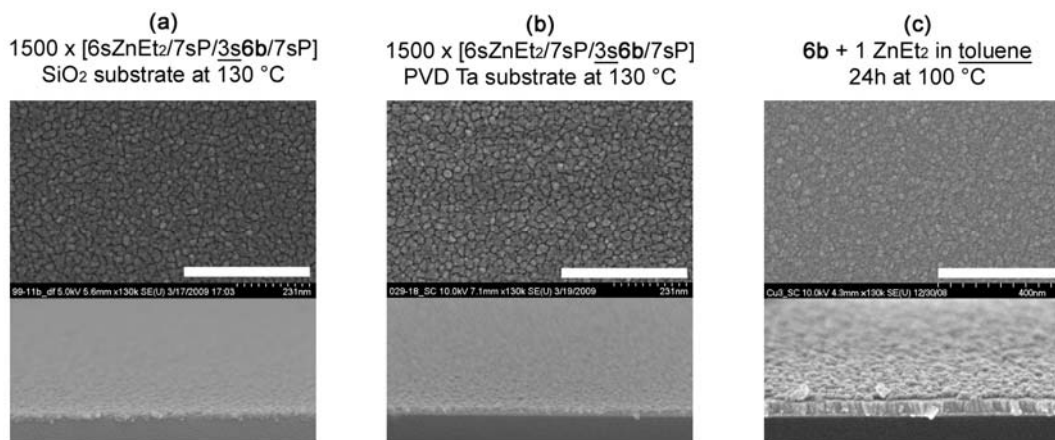 (a)
1500 x [6sZnEt2/7sP/3s6b/7sP]
SiO2 substrate at 130 °C
99-11b_df 5.0kV 5.6mm x130k SE(U) 3/17/2009 17:03 231nm
(b)
1500 x [6sZnEt2/7sP/3s6b/7sP]
PVD Ta substrate at 130 °C
029-18_SC 10.0kV 7.1mm x130k SE(U) 3/19/2009 231nm
(c)
6b + 1 ZnEt2 in toluene
24h at 100 °C
Cu3_SC 10.0kV 4.3mm x130k SE(U) 12/30/08 400nm